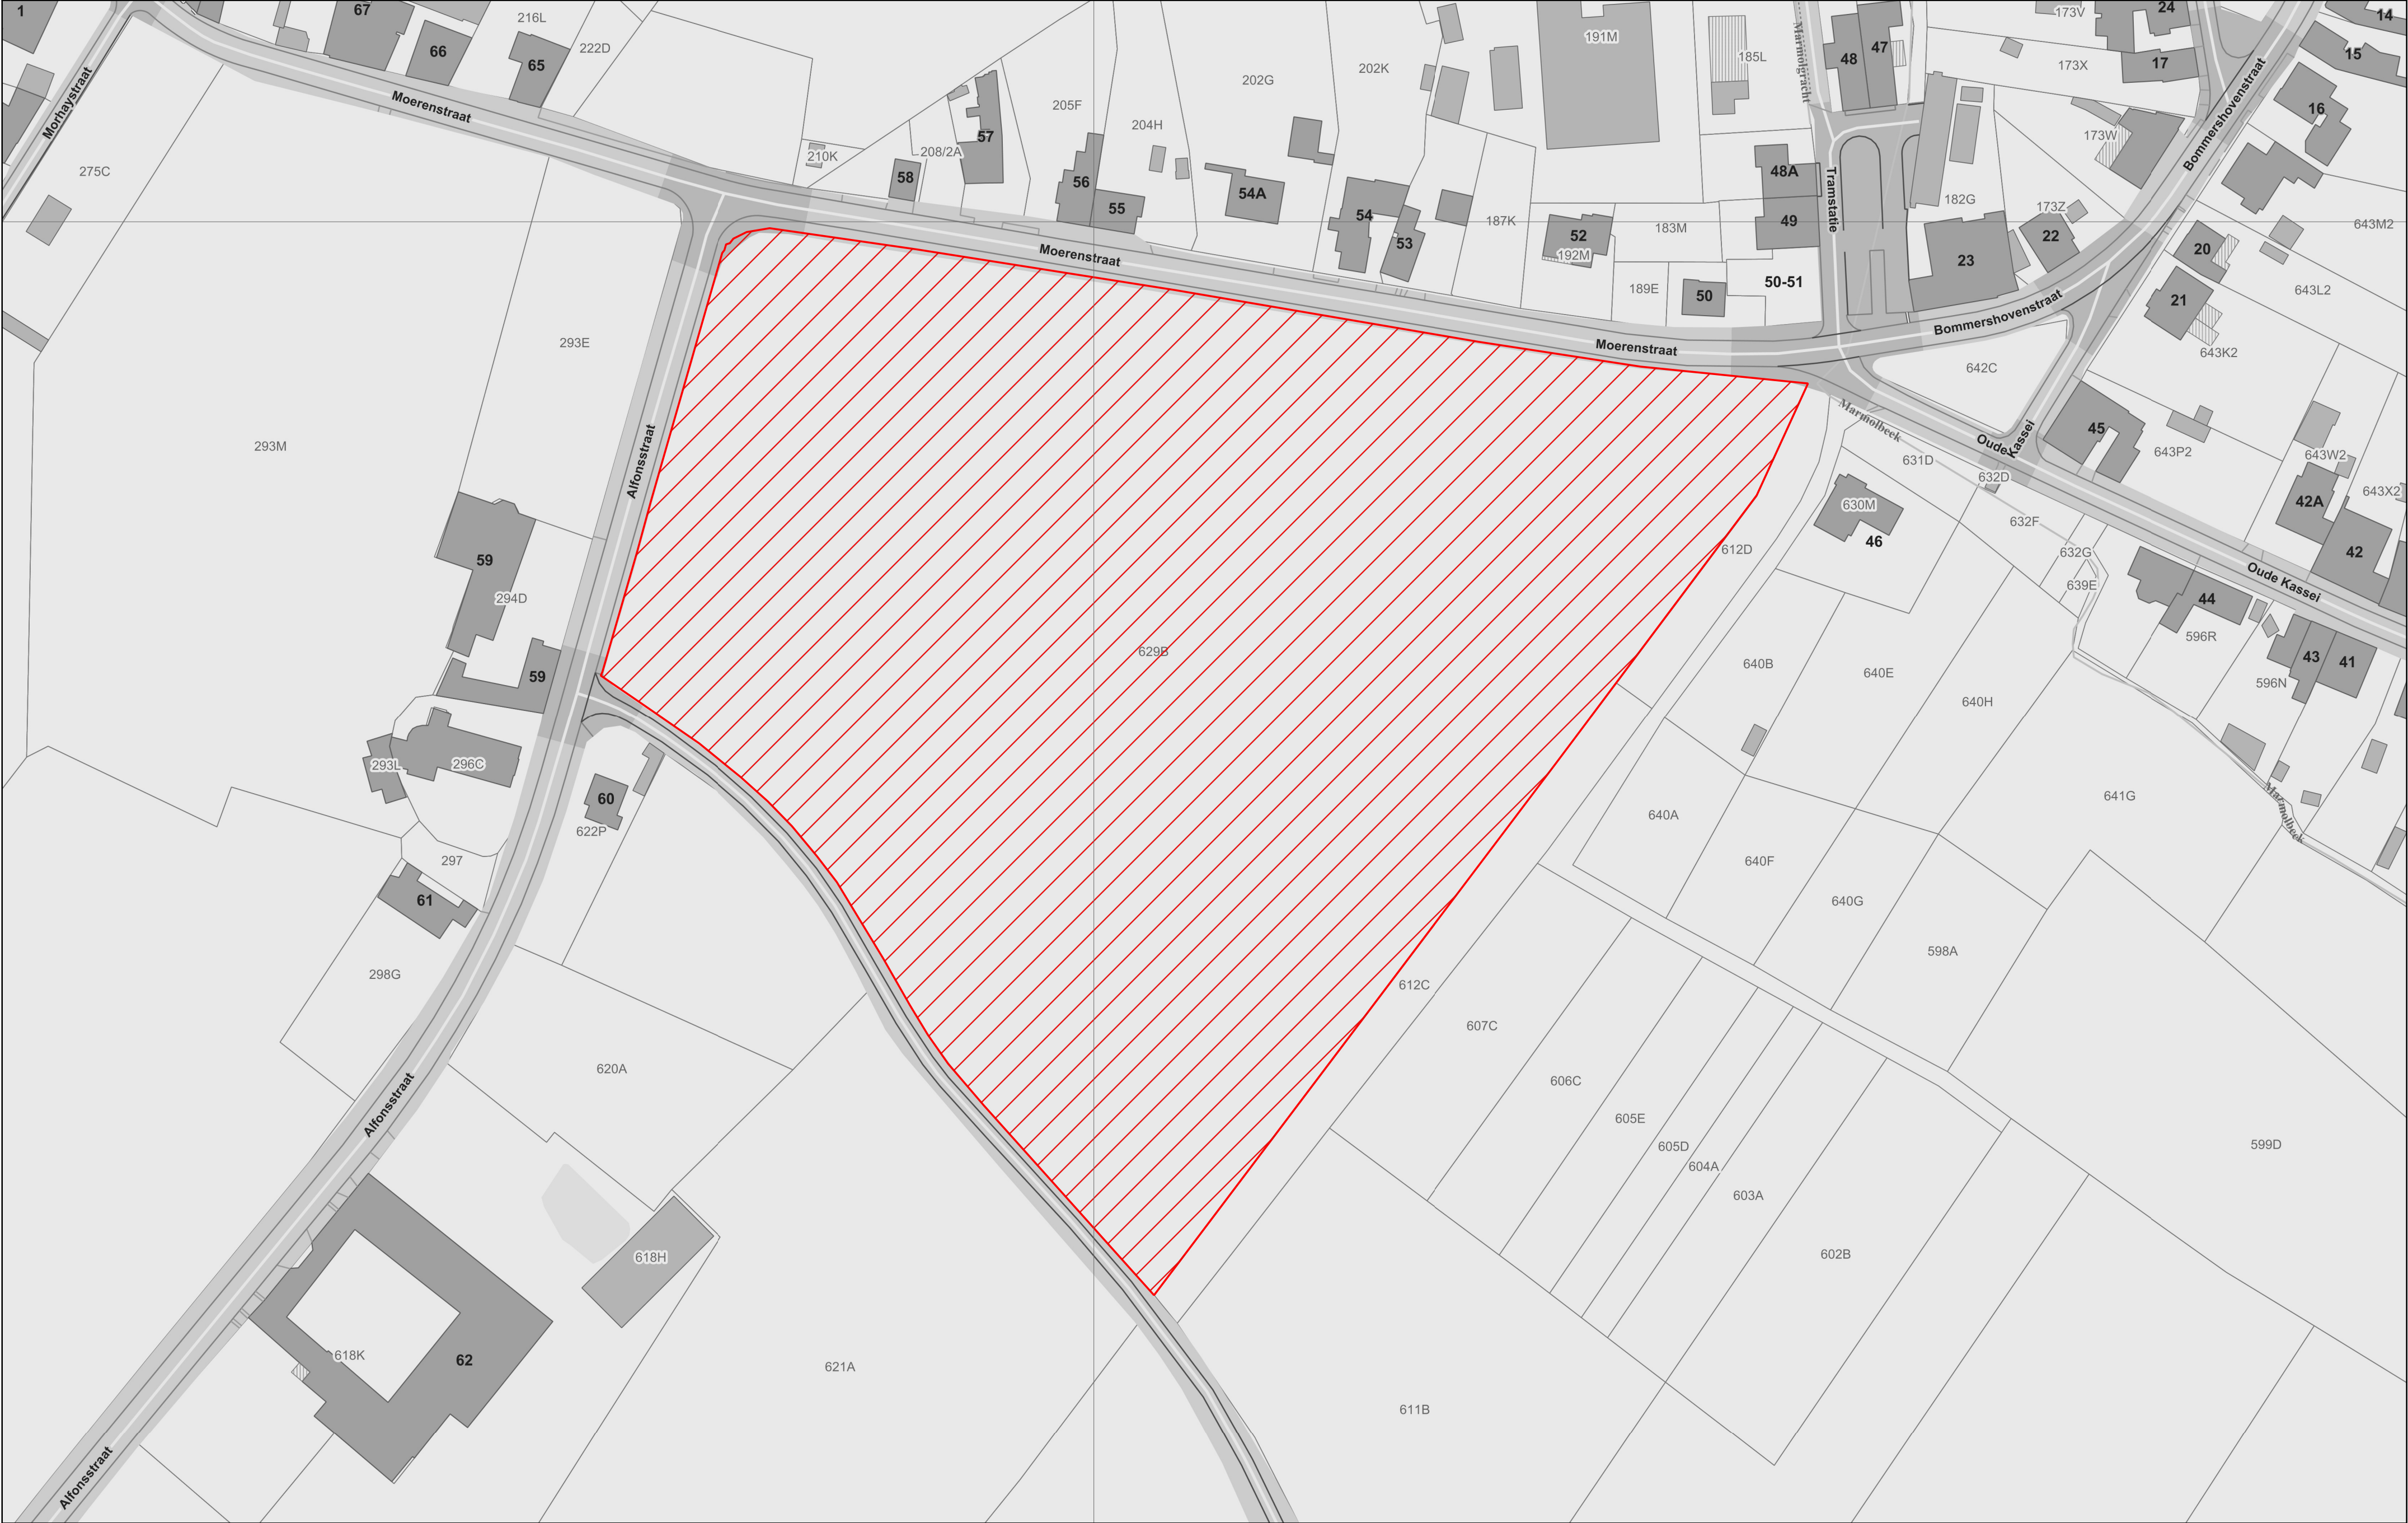 1
67
216L
66
65
222D
Morhaystraat
Moerenstraat
275C
210K
208/2A
57
58
205F
56
55
204H
202G
54A
202K
54
53
191M
187K
52
192M
185L
183M
189E
50
50-51
48A
49
Marmolgracht
48
47
Tramstatie
173V
24
17
173X
14
15
16
173W
Bommershovenstraat
182G
173Z
22
23
20
21
643M2
643L2
643K2
Moerenstraat
Moerenstraat
Bommershovenstraat
642C
293E
293M
Alfonsstraat
Marmolbeek
Oude Kassei
45
643P2
643W2
643X2
42A
42
631D
632D
630M
46
632F
632G
639E
612D
59
294D
59
629B
Oude Kassei
44
596R
43
41
596N
640B
640E
640H
293L
296C
60
622P
641G
Marmolbeek
640A
640F
640G
297
61
298G
598A
612C
607C
606C
605E
605D
604A
603A
602B
599D
620A
Alfonsstraat
618H
618K
62
621A
611B
Alfonsstraat